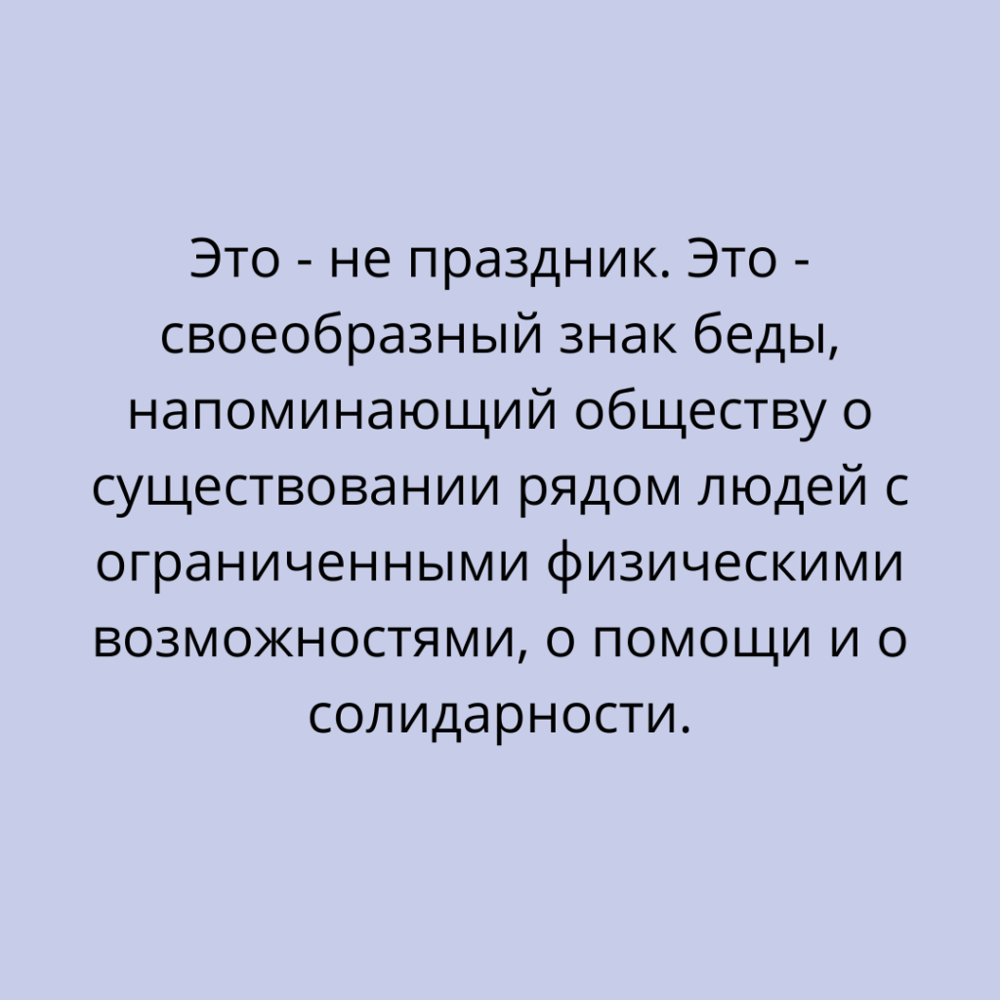 Это - не праздник. Это -
своеобразный знак беды,
напоминающий обществу о
существовании рядом людей с
ограниченными физическими
возможностями, о помощи и о
солидарности.